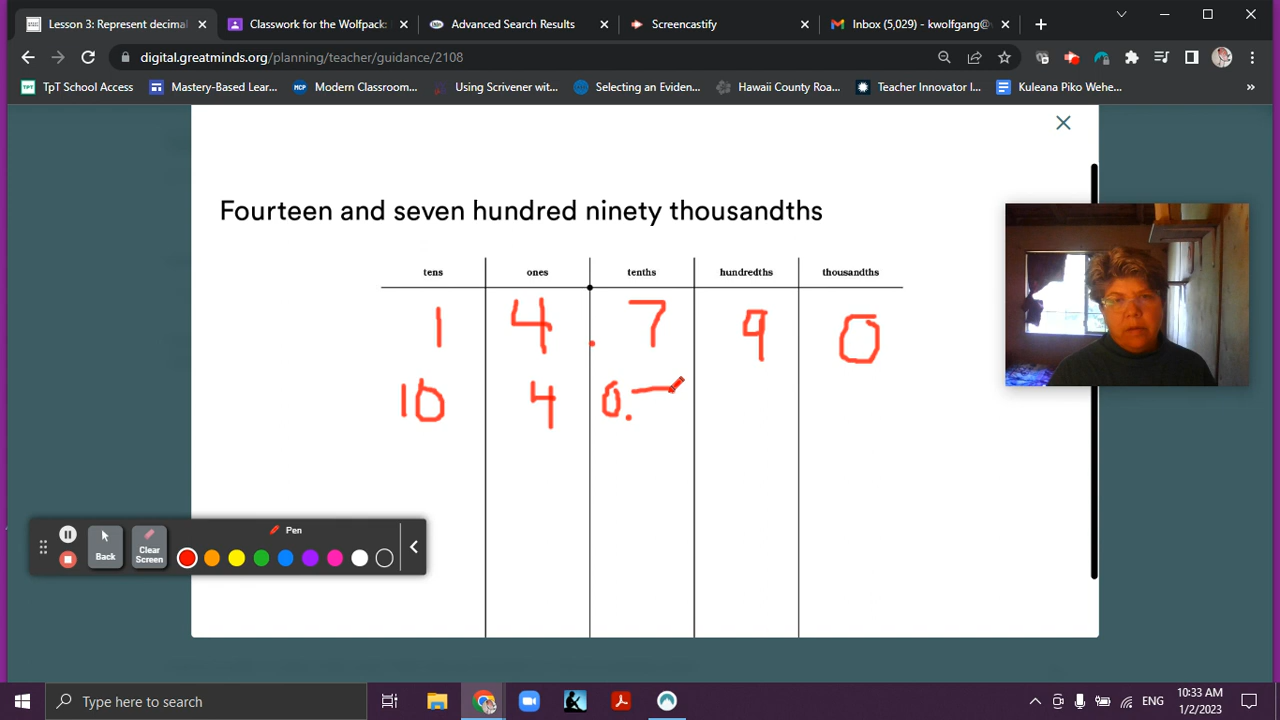 Lesson 3: Represent decimal
Classwork for the Wolfpack:
Advanced Search Results
Screencastify
Inbox (5,029) - kwolfgang@
digital.greatminds.org/planning/teacher/guidance/2108
TpT School Access
Mastery-Based Lear...
Modern Classroom...
Using Scrivener wit...
Selecting an Eviden...
Hawaii County Roa...
Teacher Innovator I...
Kuleana Piko Wehe...
»
Fourteen and seven hundred ninety thousandths
tens ones tenths hundredths thousandths
1 4 . 7 9 0
10 4 0.
Pen
Back
Clear Screen
Type here to search
ENG
10:33 AM
1/2/2023